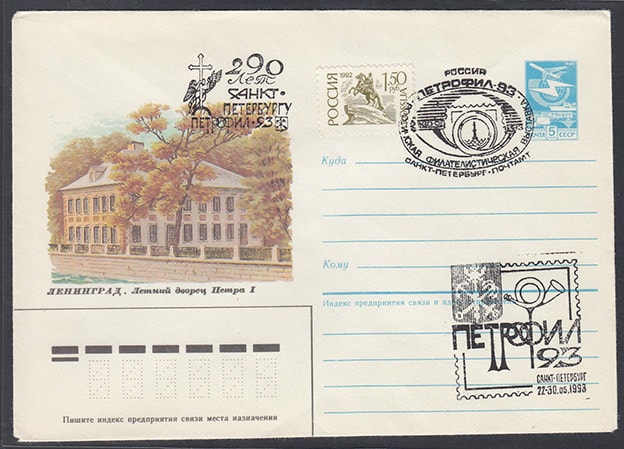 290
Лет
САНКТ-
ПЕТЕРБУРГУ
ПЕТРОФИЛ-93
ЛЕНИНГРАД. Летний дворец Петра I
Пишите индекс предприятия связи места назначения
1992
1·50
РОССИЯ
РОССИЯ
ПЕТРОФИЛ-93
ФИЛАТЕЛИСТИЧЕСКАЯ ВЫСТАВКА
САНКТ-ПЕТЕРБУРГ·ПОЧТАМТ
ПОЧТА 5 СССР
Куда
Кому
Индекс предприятия связи и
ПЕТРОФИЛ
93
САНКТ-ПЕТЕРБУРГ
22-30.05.1993